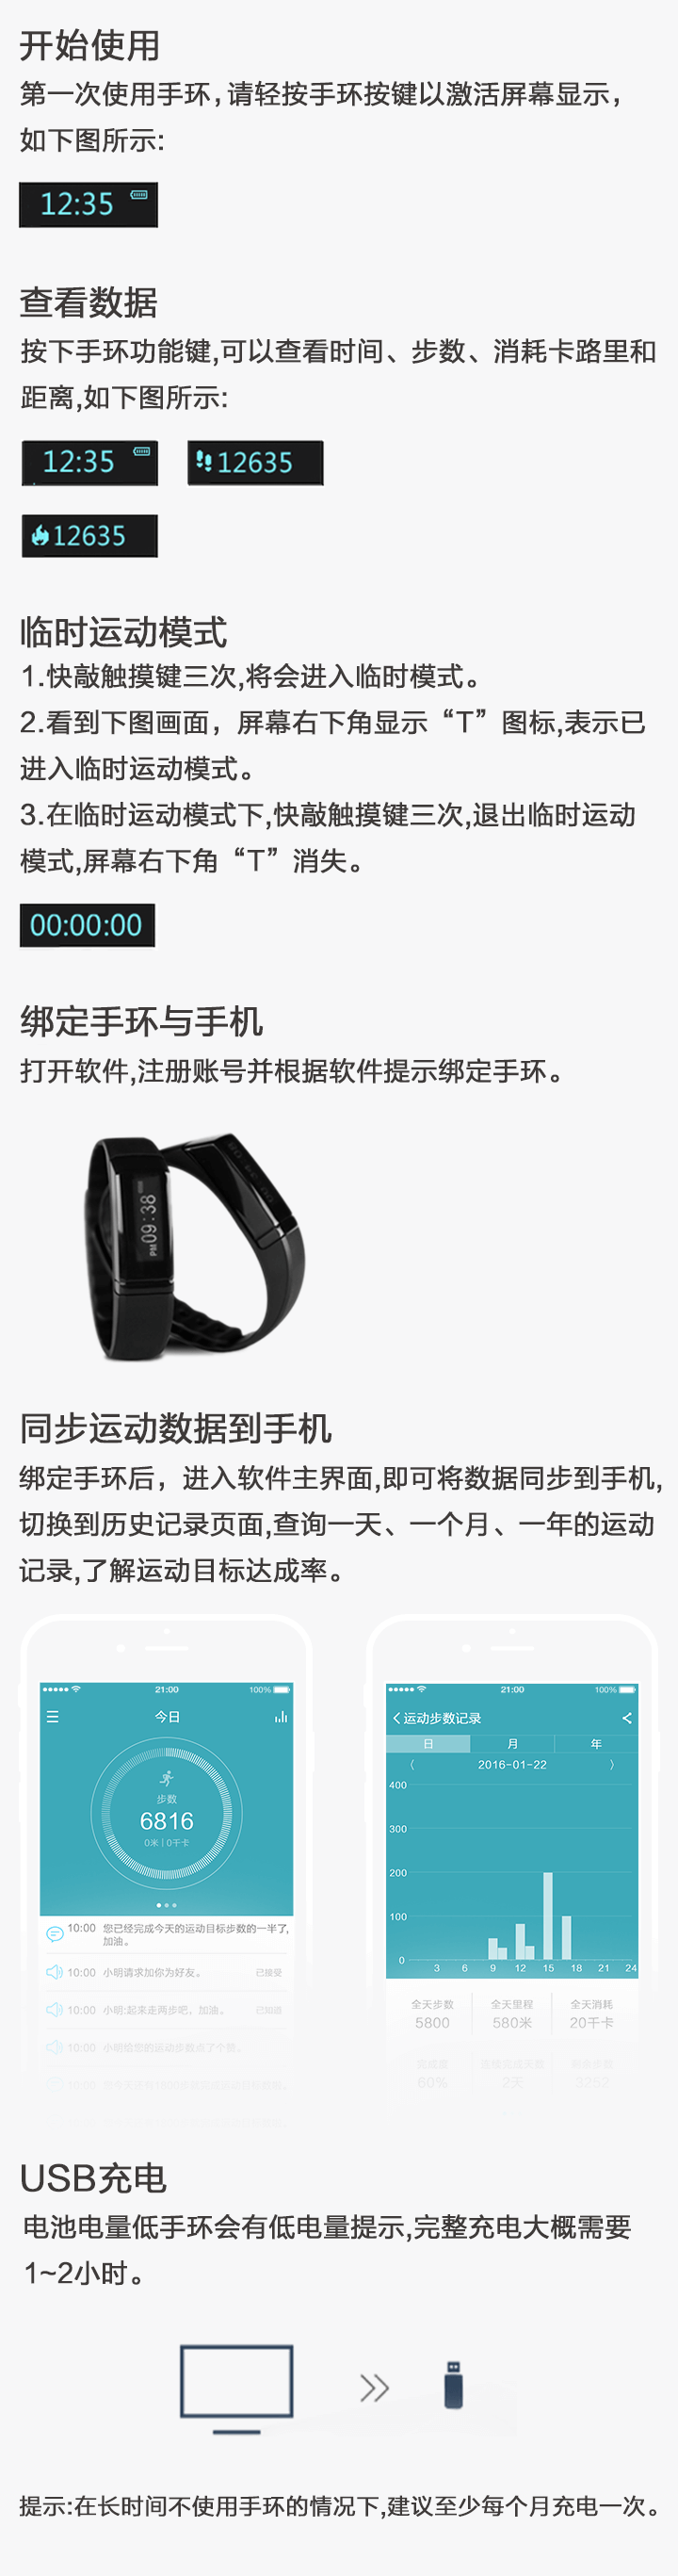 开始使用
第一次使用手环，请轻按手环按键以激活屏幕显示，
如下图所示:
12:35
查看数据
按下手环功能键,可以查看时间、步数、消耗卡路里和
距离,如下图所示:
12:35
12635
12635
临时运动模式
1.快敲触摸键三次,将会进入临时模式。
2.看到下图画面，屏幕右下角显示“T”图标,表示已
进入临时运动模式。
3.在临时运动模式下,快敲触摸键三次,退出临时运动
模式,屏幕右下角“T”消失。
00:00:00
绑定手环与手机
打开软件,注册账号并根据软件提示绑定手环。
PM 09:38
同步运动数据到手机
绑定手环后，进入软件主界面,即可将数据同步到手机,
切换到历史记录页面,查询一天、一个月、一年的运动
记录,了解运动目标达成率。
21:00 100%
今日
步数
6816
0米 | 0千卡
10:00 您已经完成今天的运动目标步数的一半了,
加油。
10:00 小明请求加你为好友。 已接受
10:00 小明:起来走两步吧、加油。 已知道
10:00 小明给您的运动步数点了个赞。
21:00 100%
运动步数记录
日 月 年
2016-01-22
400
300
200
100
0
3 6 9 12 15 18 21 24
全天步数 全天里程 全天消耗
5800 580米 20千卡
60% 2天 3252
USB充电
电池电量低手环会有低电量提示,完整充电大概需要
1~2小时。
提示:在长时间不使用手环的情况下,建议至少每个月充电一次。